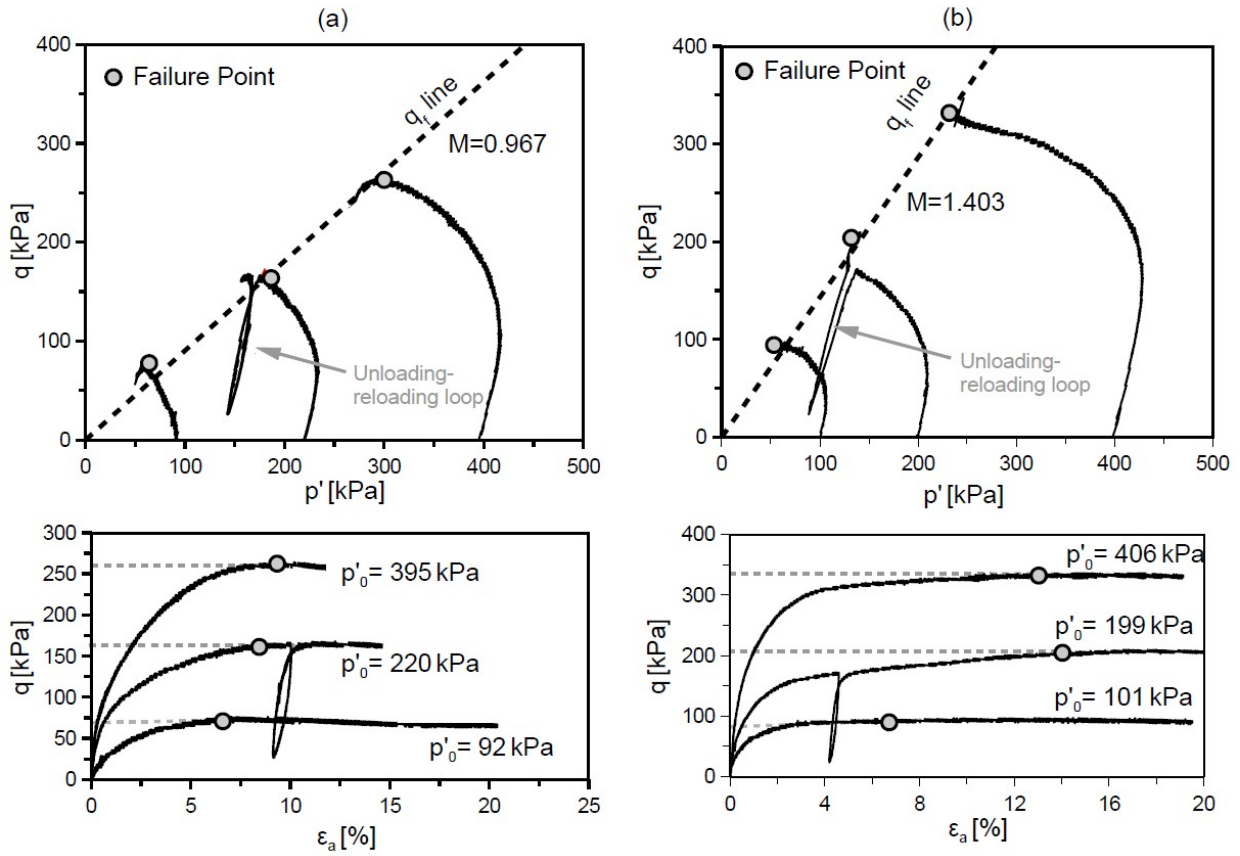 (a)
400
300
200
100
0
q [kPa]
Failure Point
q_f line
M=0.967
Unloading-
reloading loop
0 100 200 300 400 500
p' [kPa]
(b)
400
300
200
100
0
q [kPa]
Failure Point
q_f line
M=1.403
Unloading-
reloading loop
0 100 200 300 400 500
p' [kPa]
300
250
200
150
100
50
0
q [kPa]
p'₀= 395 kPa
p'₀= 220 kPa
p'₀= 92 kPa
0 5 10 15 20 25
εₐ [%]
400
300
200
100
0
q [kPa]
p'₀= 406 kPa
p'₀= 199 kPa
p'₀= 101 kPa
0 4 8 12 16 20
εₐ [%]